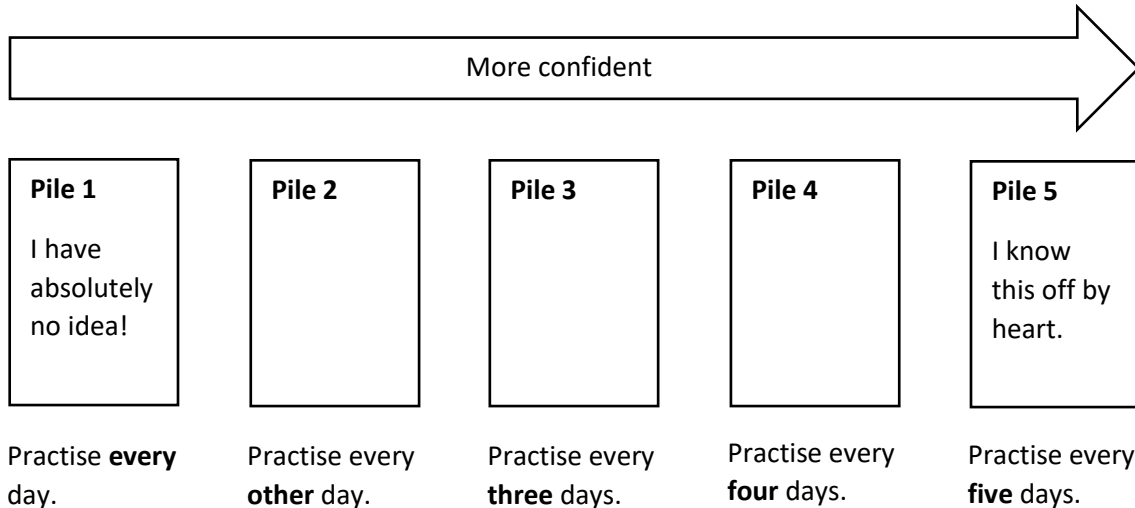 More confident
Pile 1
I have
absolutely
no idea!
Pile 2
Pile 3
Pile 4
Pile 5
I know
this off by
heart.
Practise every
day.
Practise every
other day.
Practise every
three days.
Practise every
four days.
Practise every
five days.